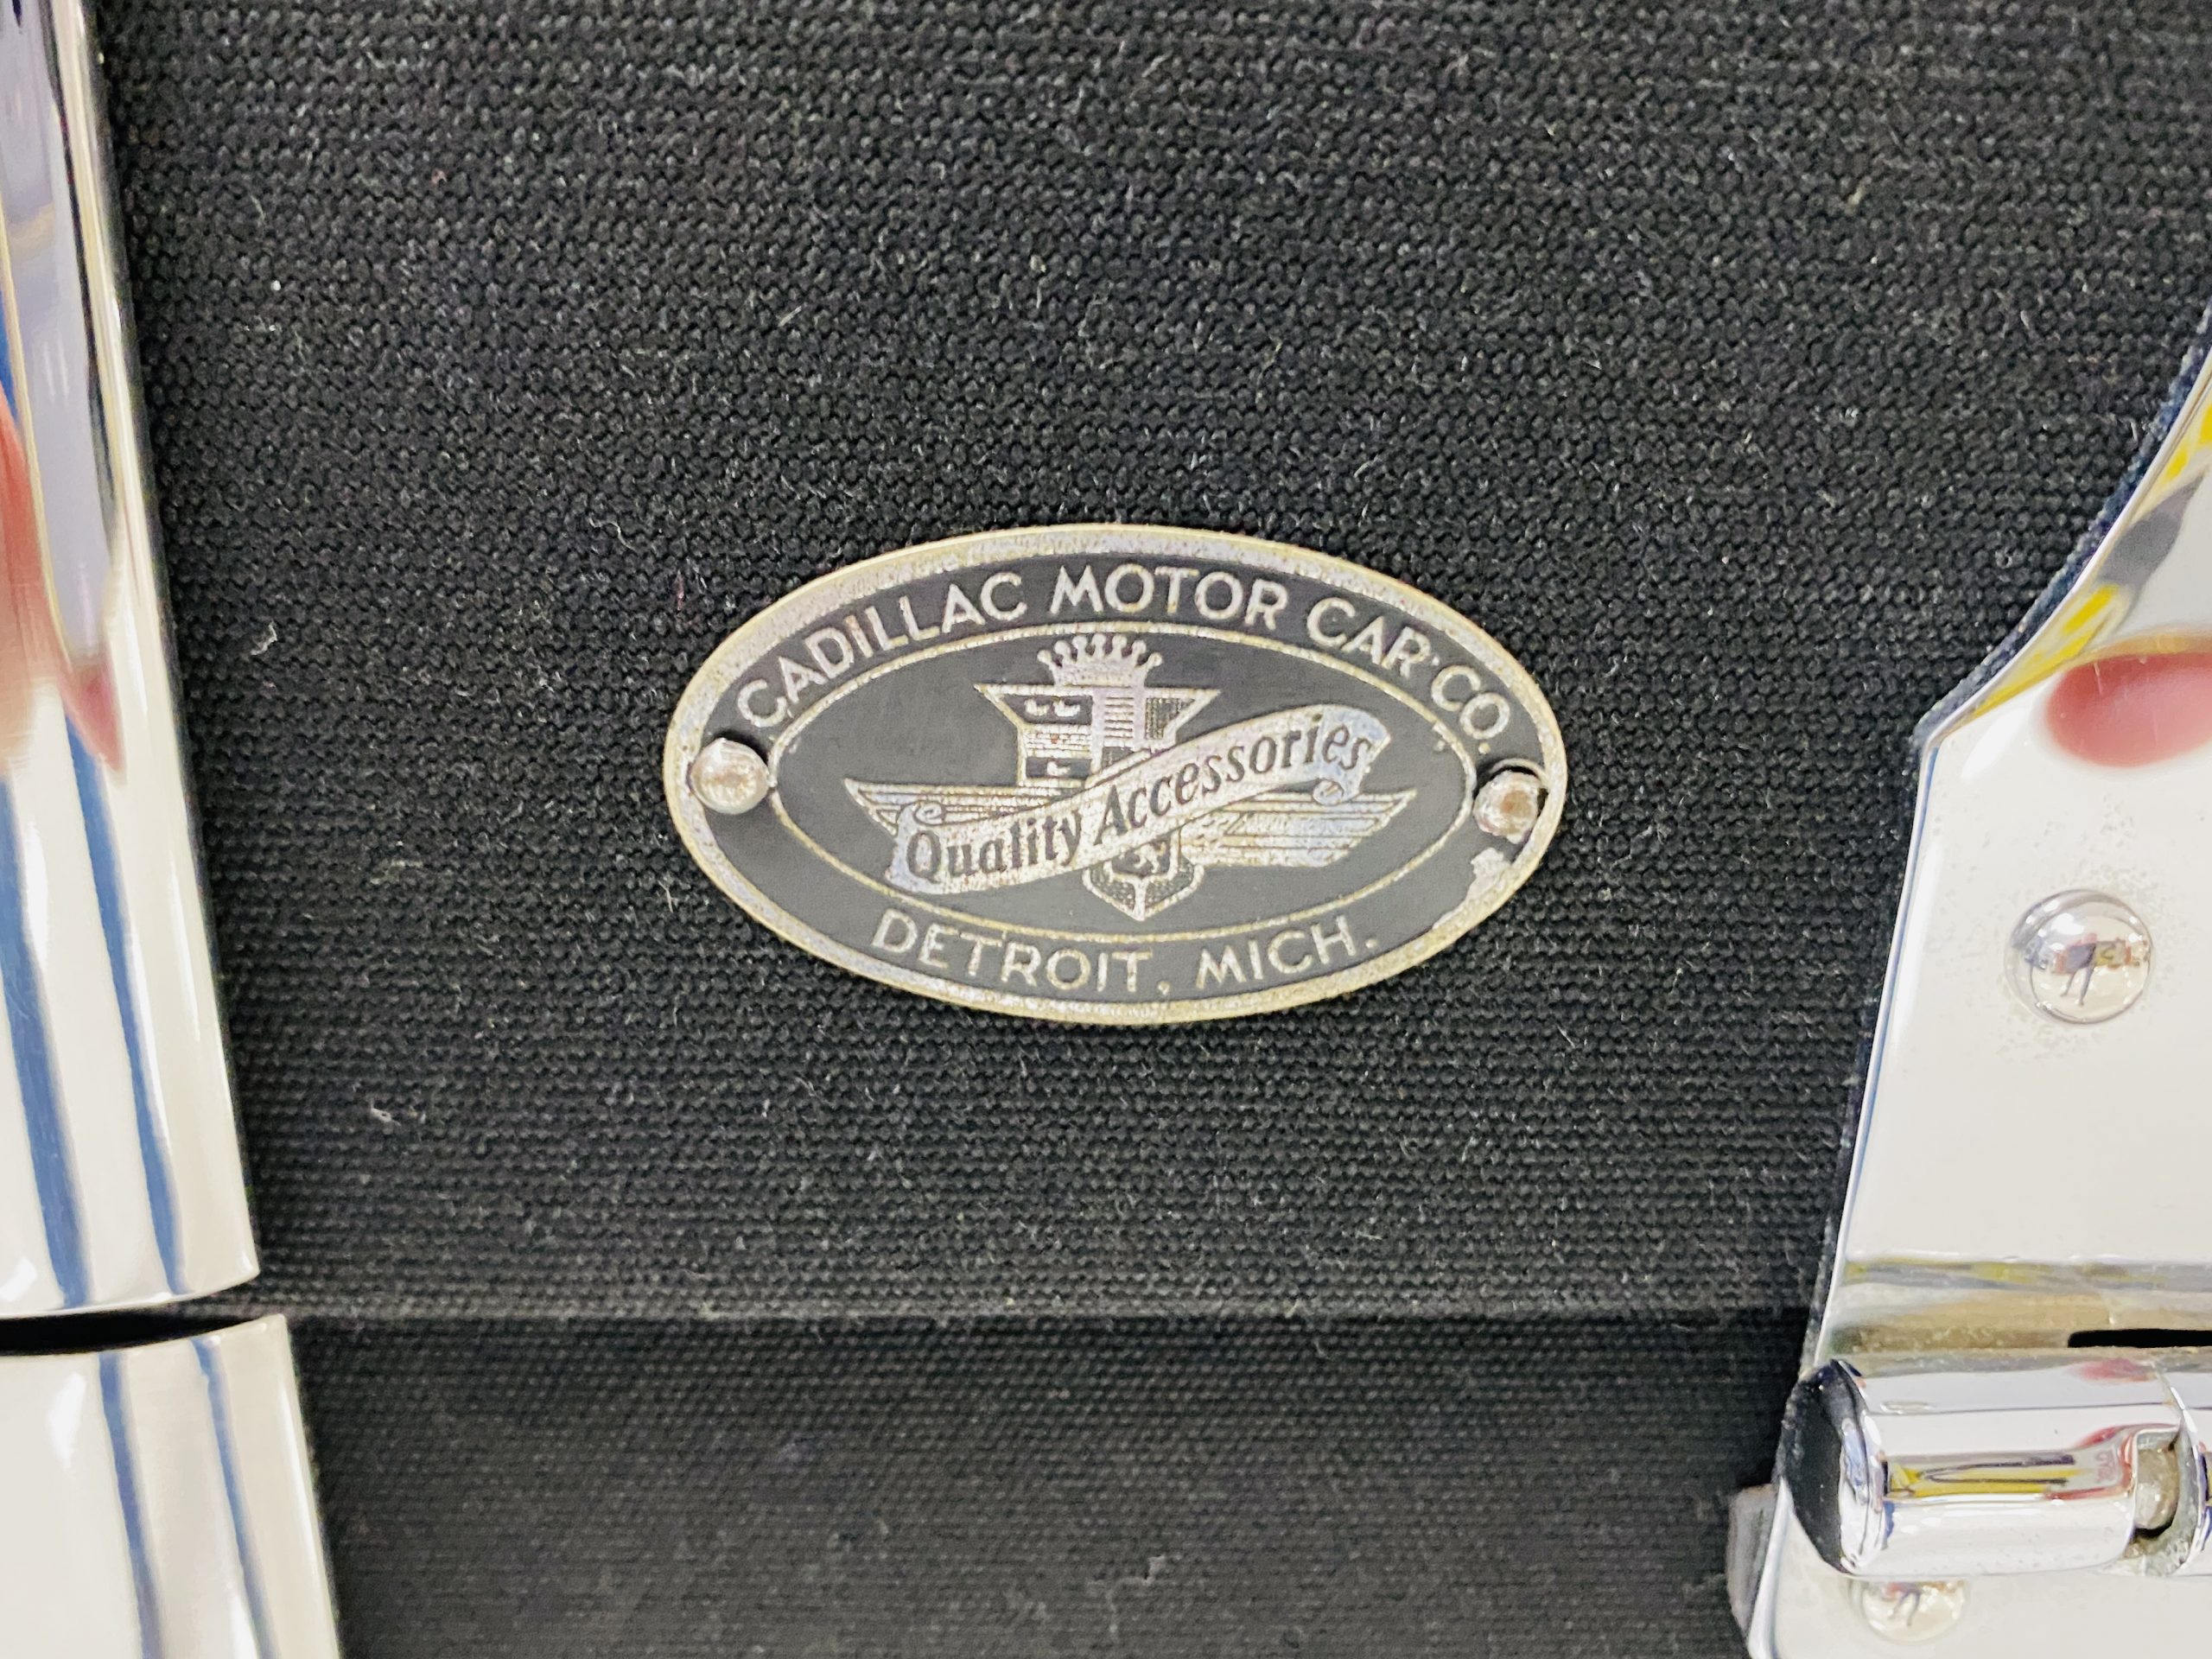 CADILLAC MOTOR CAR CO.
Quality Accessories
DETROIT, MICH.